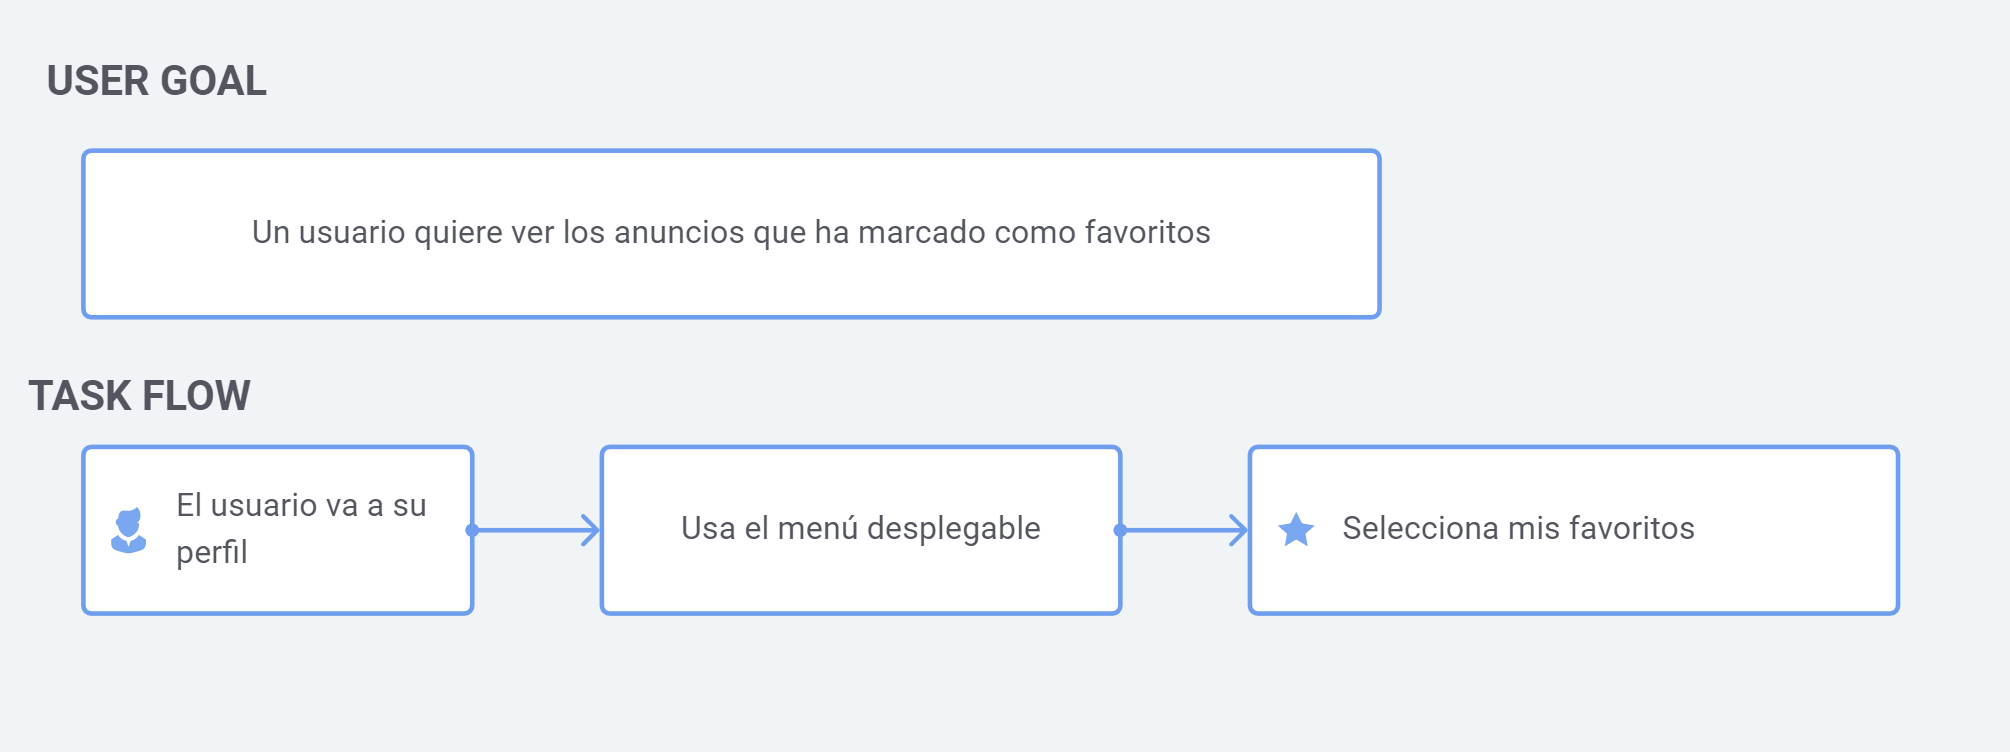 USER GOAL
Un usuario quiere ver los anuncios que ha marcado como favoritos
TASK FLOW
El usuario va a su
perfil
Usa el menú desplegable
Selecciona mis favoritos